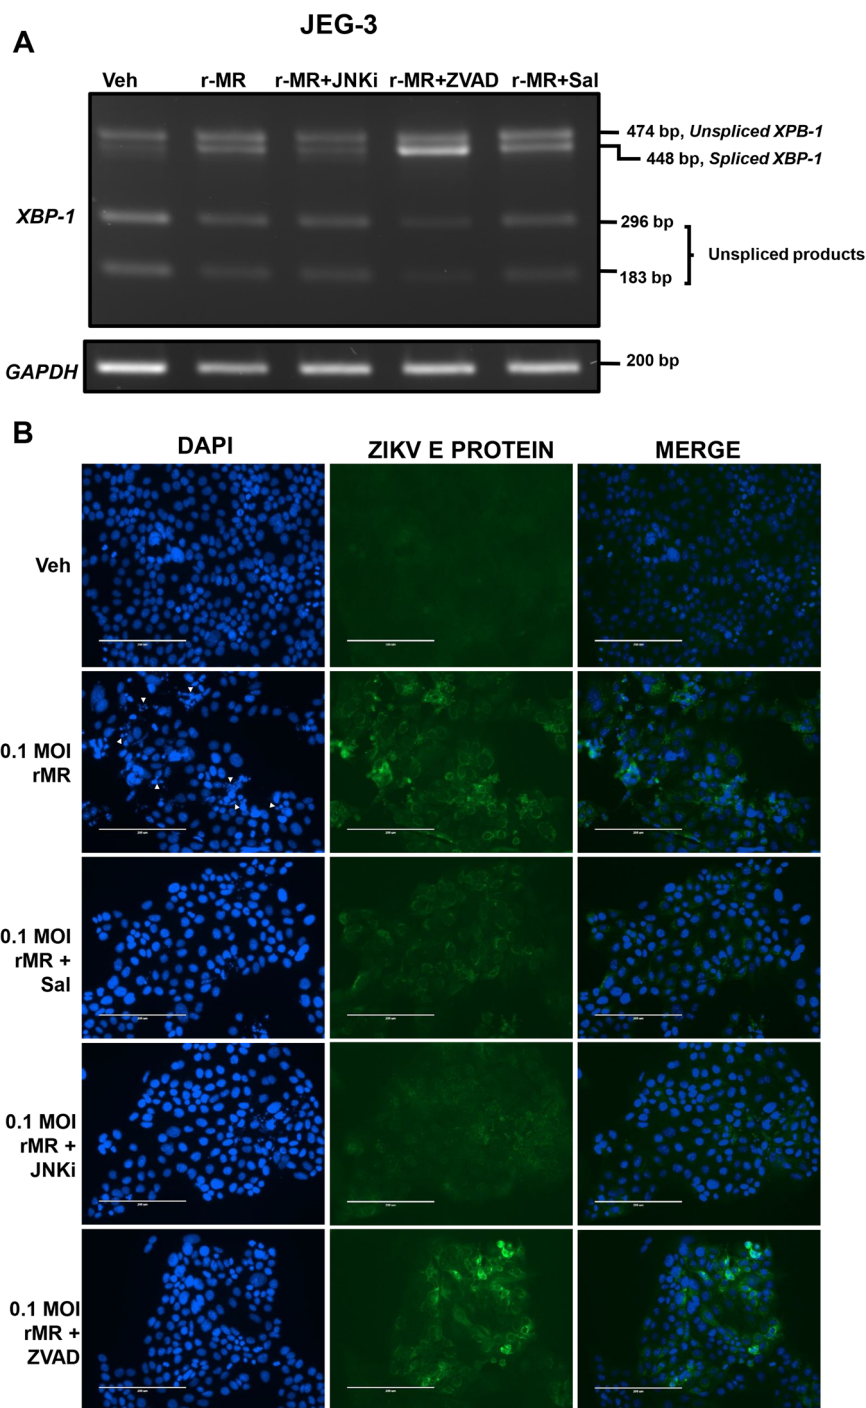 JEG-3
A
Veh r-MR r-MR+JNKi r-MR+ZVAD r-MR+Sal
474 bp, Unspliced XPB-1
448 bp, Spliced XBP-1
XBP-1
296 bp
Unspliced products
183 bp
GAPDH
200 bp
B
DAPI ZIKV E PROTEIN MERGE
Veh
0.1 MOI
rMR
0.1 MOI
rMR +
Sal
0.1 MOI
rMR +
JNKi
0.1 MOI
rMR +
ZVAD